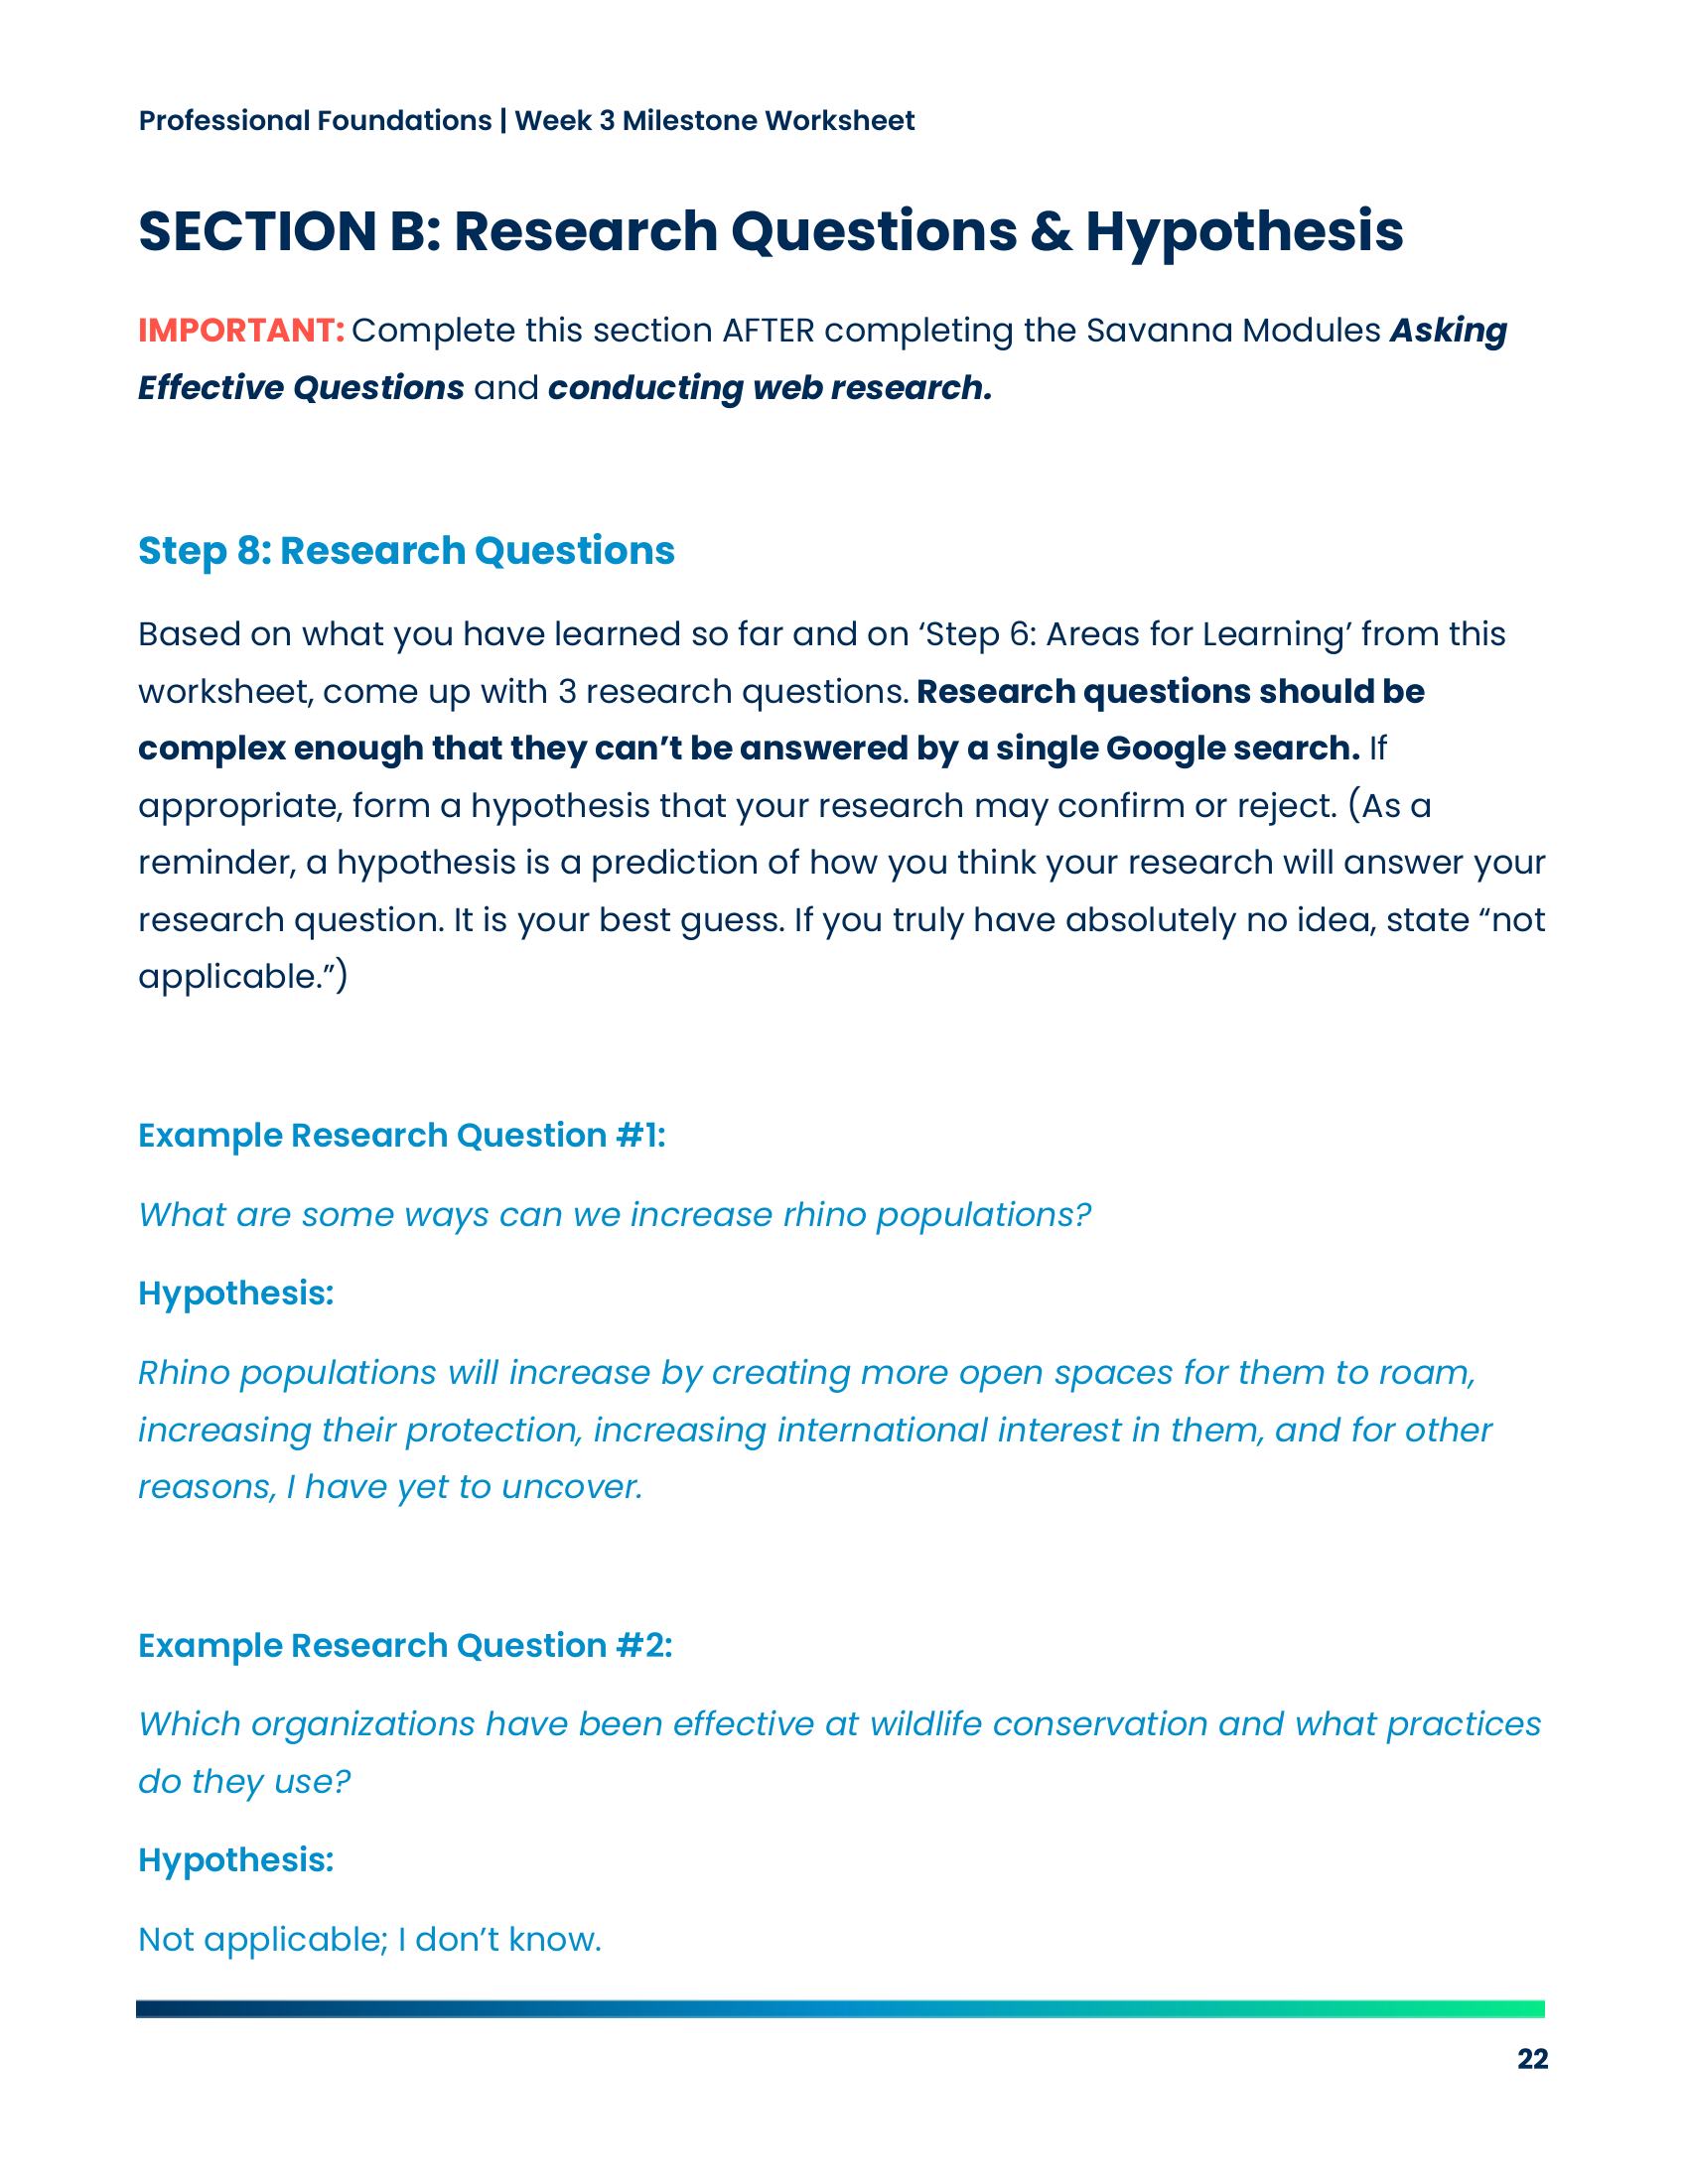 Professional Foundations | Week 3 Milestone Worksheet
SECTION B: Research Questions & Hypothesis
IMPORTANT: Complete this section AFTER completing the Savanna Modules Asking
Effective Questions and conducting web research.
Step 8: Research Questions
Based on what you have learned so far and on ‘Step 6: Areas for Learning’ from this
worksheet, come up with 3 research questions. Research questions should be
complex enough that they can’t be answered by a single Google search. If
appropriate, form a hypothesis that your research may confirm or reject. (As a
reminder, a hypothesis is a prediction of how you think your research will answer your
research question. It is your best guess. If you truly have absolutely no idea, state “not
applicable.”)
Example Research Question #1:
What are some ways can we increase rhino populations?
Hypothesis:
Rhino populations will increase by creating more open spaces for them to roam,
increasing their protection, increasing international interest in them, and for other
reasons, I have yet to uncover.
Example Research Question #2:
Which organizations have been effective at wildlife conservation and what practices
do they use?
Hypothesis:
Not applicable; I don’t know.
22